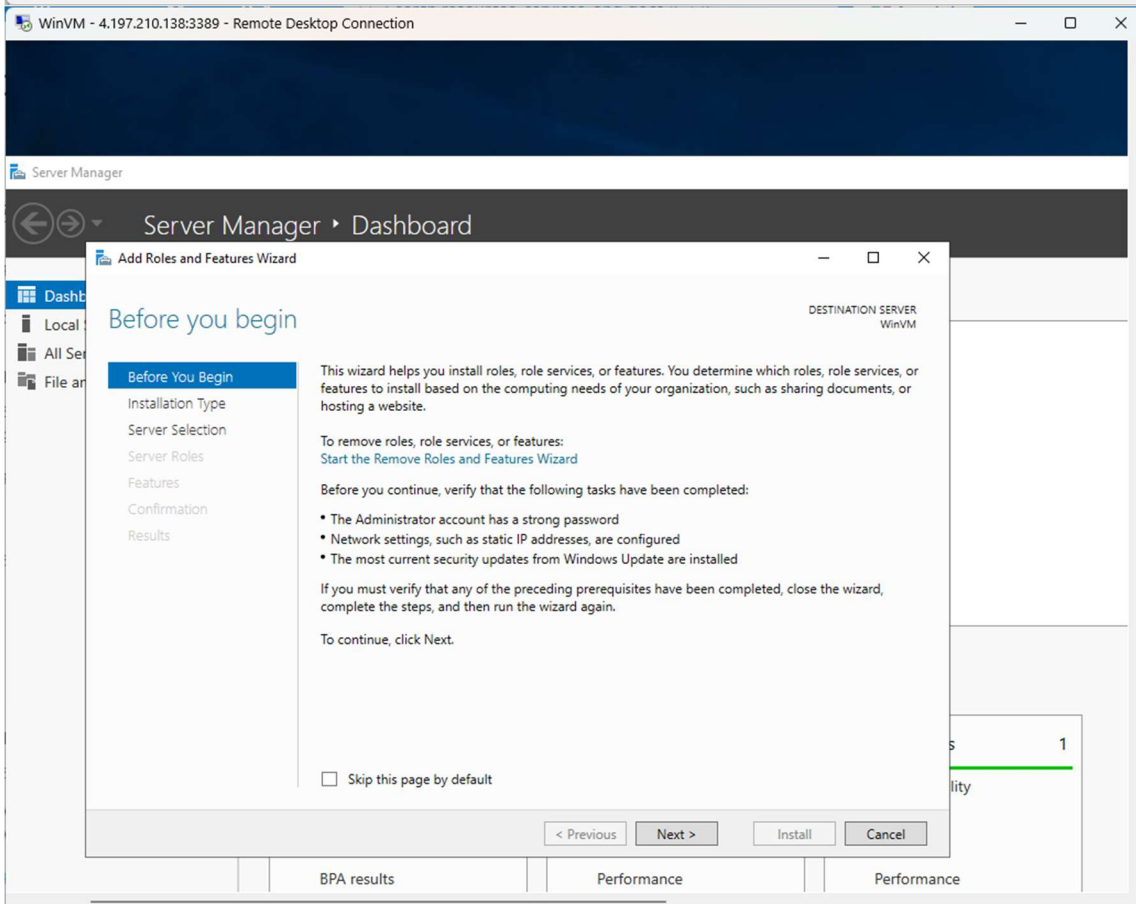 WinVM - 4.197.210.138:3389 - Remote Desktop Connection
Server Manager
Server Manager ‣ Dashboard
Add Roles and Features Wizard
Before you begin
DESTINATION SERVER
WinVM
Local
All
File
Before You Begin
Installation Type
Server Selection
Server Roles
Features
Confirmation
Results
This wizard helps you install roles, role services, or features. You determine which roles, role services, or
features to install based on the computing needs of your organization, such as sharing documents, or
hosting a website.
To remove roles, role services, or features:
Start the Remove Roles and Features Wizard
Before you continue, verify that the following tasks have been completed:
• The Administrator account has a strong password
• Network settings, such as static IP addresses, are configured
• The most current security updates from Windows Update are installed
If you must verify that any of the preceding prerequisites have been completed, close the wizard,
complete the steps, and then run the wizard again.
To continue, click Next.
Skip this page by default
< Previous
Next >
Install
Cancel
1
BPA results
Performance
Performance